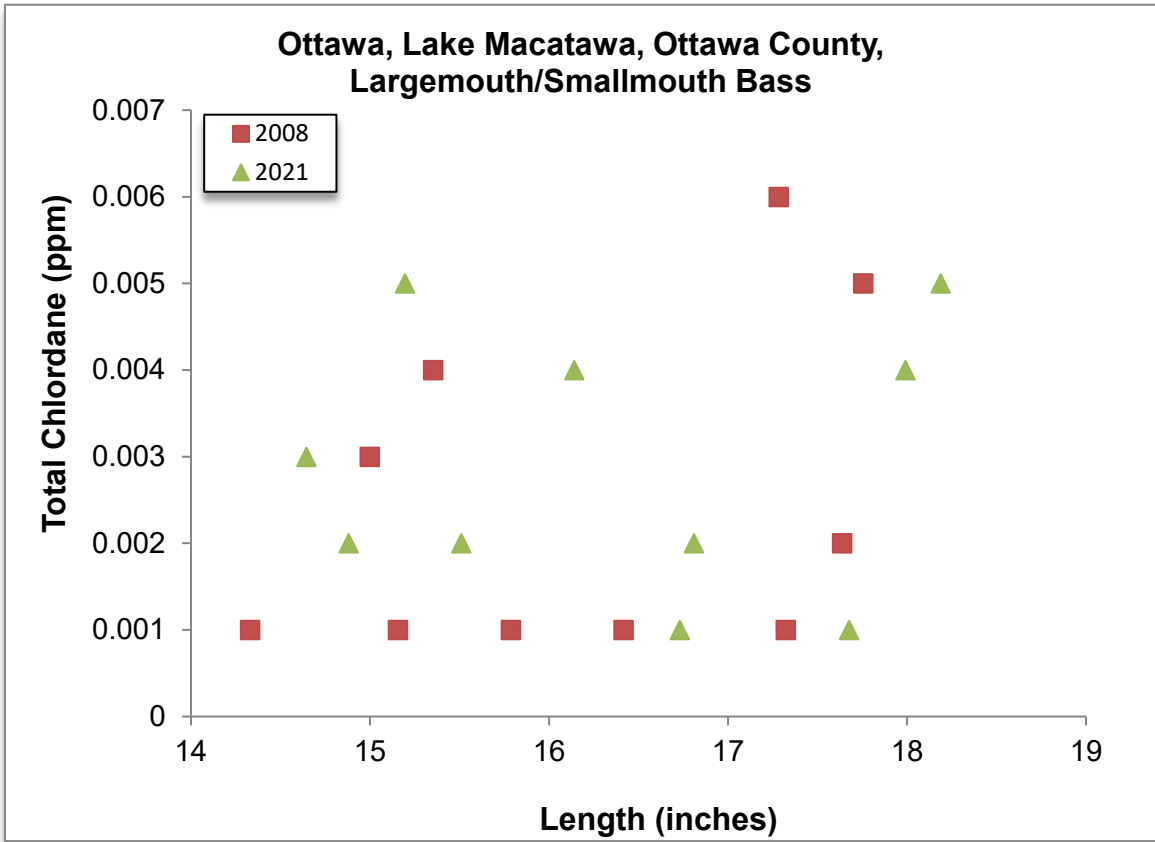 Ottawa, Lake Macatawa, Ottawa County,
Largemouth/Smallmouth Bass
2008
2021
Total Chlordane (ppm)
0.007
0.006
0.005
0.004
0.003
0.002
0.001
0
14 15 16 17 18 19
Length (inches)